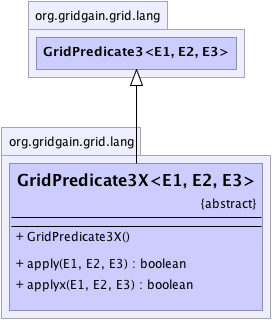 org.gridgain.grid.lang
GridPredicate3<E1, E2, E3>
org.gridgain.grid.lang
GridPredicate3X<E1, E2, E3>
{abstract}
+ GridPredicate3X()
+ apply(E1, E2, E3) : boolean
+ applyx(E1, E2, E3) : boolean